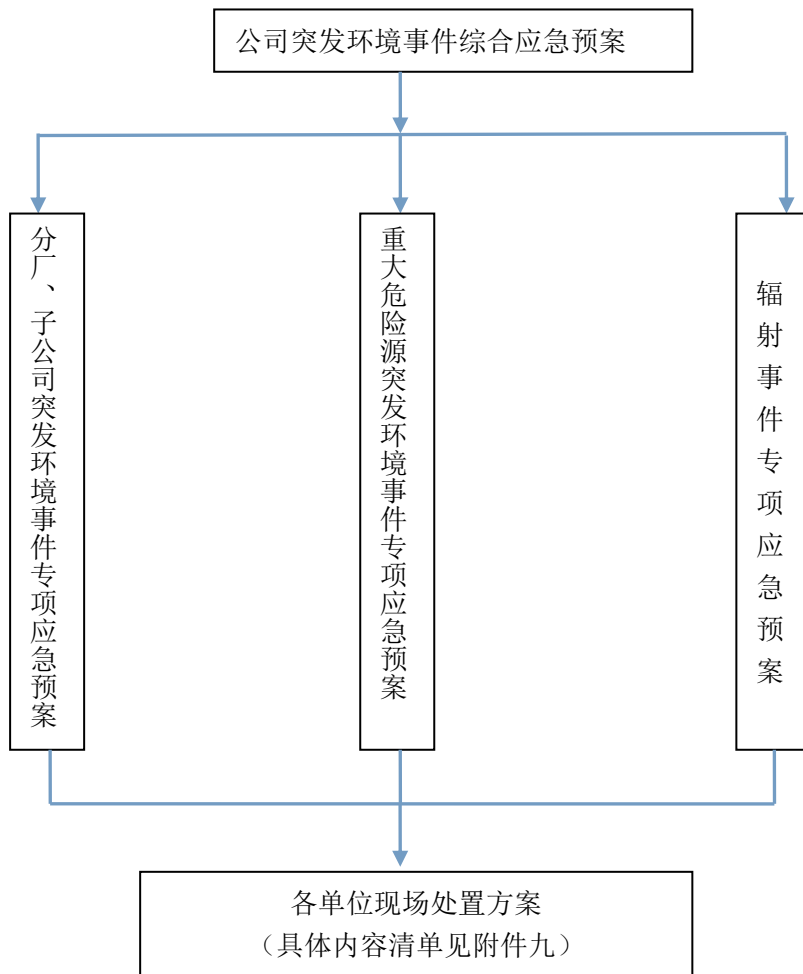 公司突发环境事件综合应急预案
分厂、子公司突发环境事件专项应急预案
重大危险源突发环境事件专项应急预案
辐射事件专项应急预案
各单位现场处置方案
（具体内容清单见附件九）